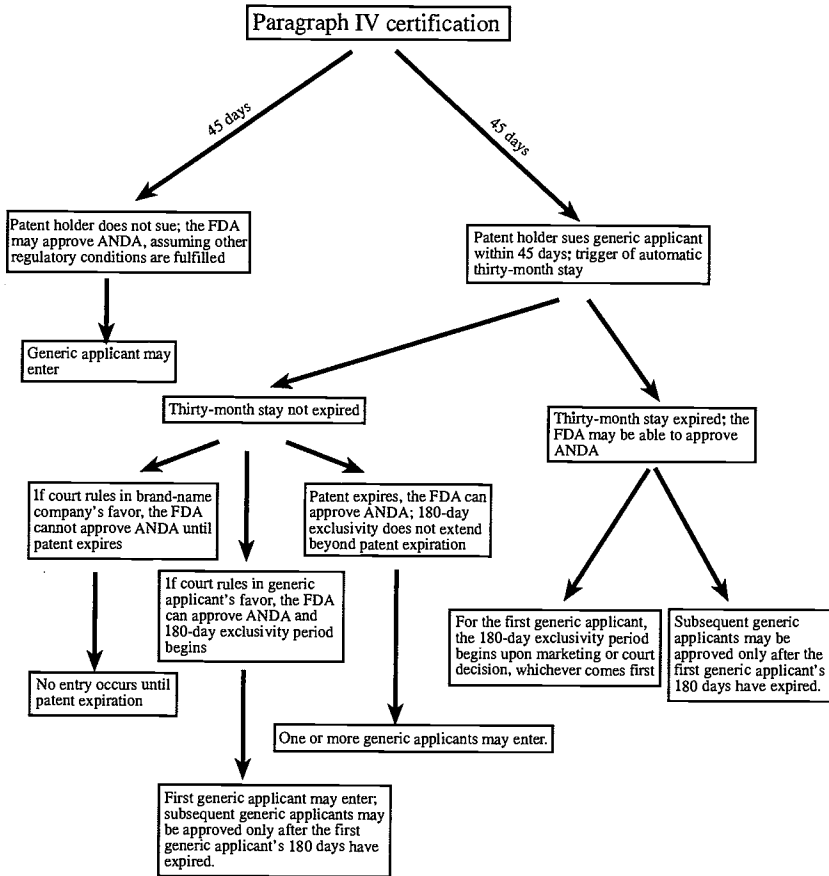 Paragraph IV certification
45 days
45 days
Patent holder does not sue; the FDA
may approve ANDA, assuming other
regulatory conditions are fulfilled
Patent holder sues generic applicant
within 45 days; trigger of automatic
thirty-month stay
Generic applicant may
enter
Thirty-month stay not expired
Thirty-month stay expired; the
FDA may be able to approve
ANDA
If court rules in brand-name
company's favor, the FDA
cannot approve ANDA until
patent expires
Patent expires, the FDA can
approve ANDA; 180-day
exclusivity does not extend
beyond patent expiration
If court rules in generic
applicant's favor, the FDA
can approve ANDA and
180-day exclusivity period
begins
For the first generic applicant,
the 180-day exclusivity period
begins upon marketing or court
decision, whichever comes first
Subsequent generic
applicants may be
approved only after the
first generic applicant's
180 days have expired.
No entry occurs until
patent expiration
One or more generic applicants may enter.
First generic applicant may enter;
subsequent generic applicants may
be approved only after the first
generic applicant's 180 days have
expired.